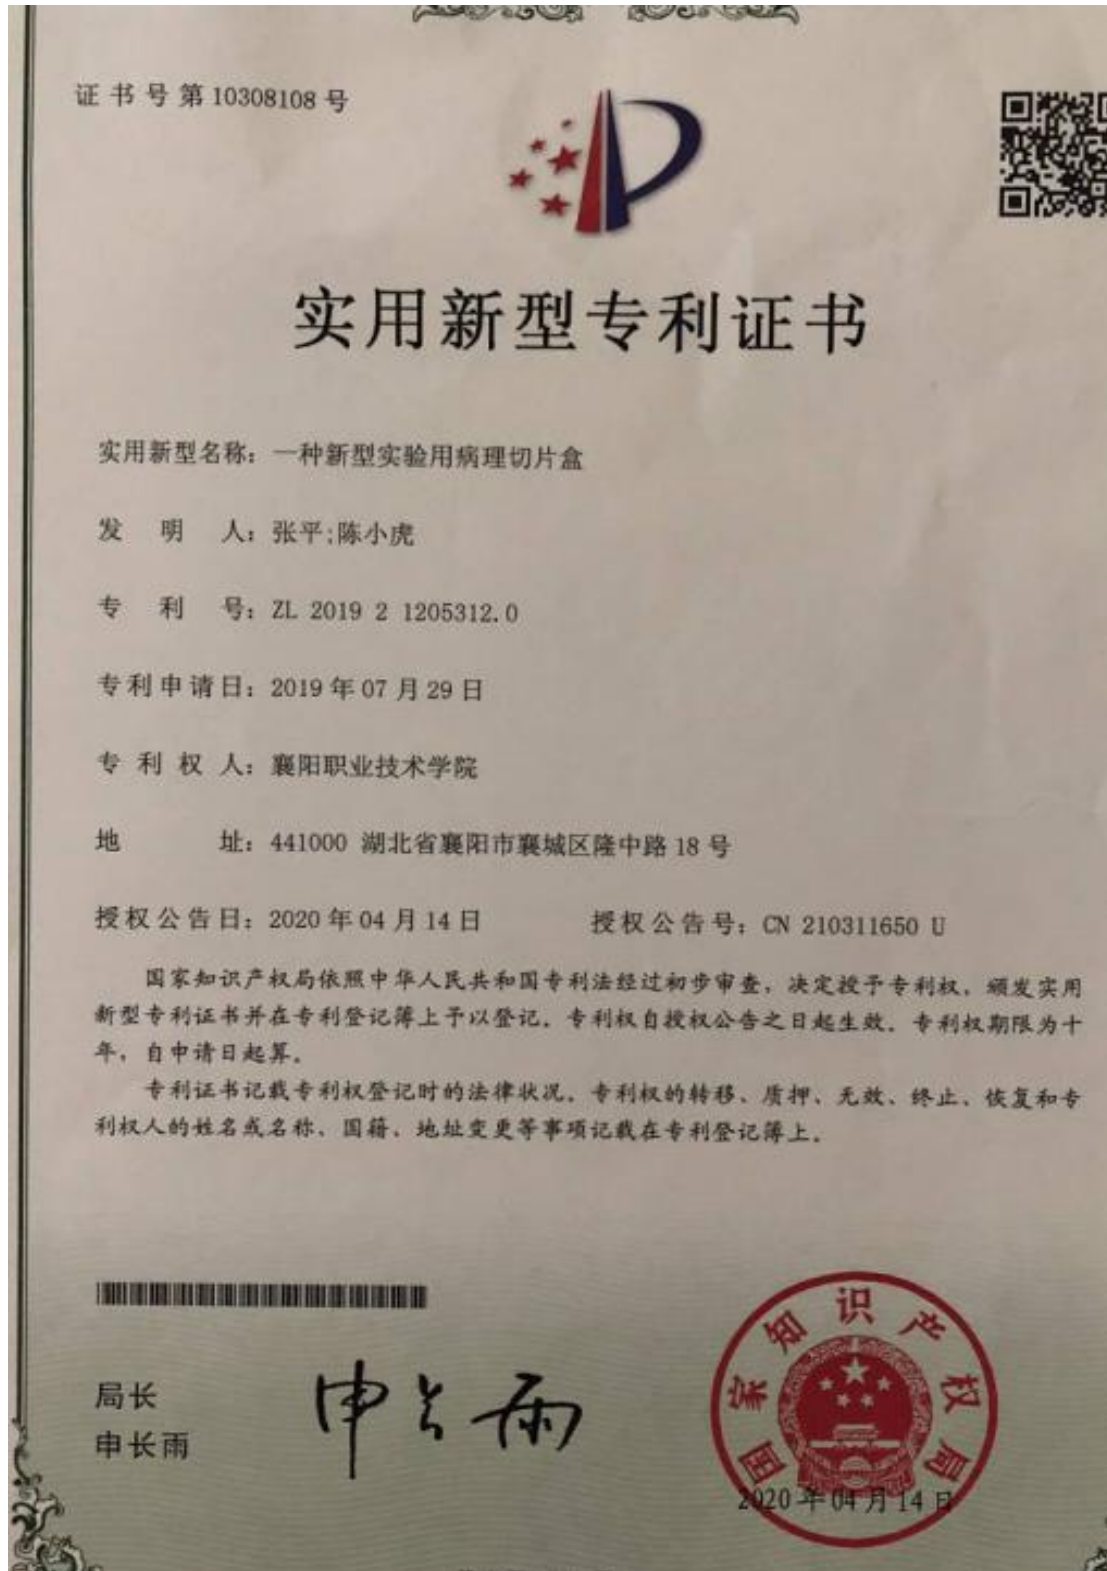 证书号第10308108号
实用新型专利证书
实用新型名称：一种新型实验用病理切片盒
发明人：张平;陈小虎
专利号：ZL 2019 2 1205312.0
专利申请日：2019年07月29日
专利权人：襄阳职业技术学院
地址：441000 湖北省襄阳市襄城区隆中路18号
授权公告日：2020年04月14日 授权公告号：CN 210311650 U
国家知识产权局依照中华人民共和国专利法经过初步审查，决定授予专利权，颁发实用
新型专利证书并在专利登记簿上予以登记。专利权自授权公告之日起生效。专利权期限为十
年，自申请日起算。
专利证书记载专利权登记时的法律状况。专利权的转移、质押、无效、终止、恢复和专
利权人的姓名或名称、国籍、地址变更等事项记载在专利登记簿上。
局长
申长雨
申长雨
国家知识产权局
2020年04月14日